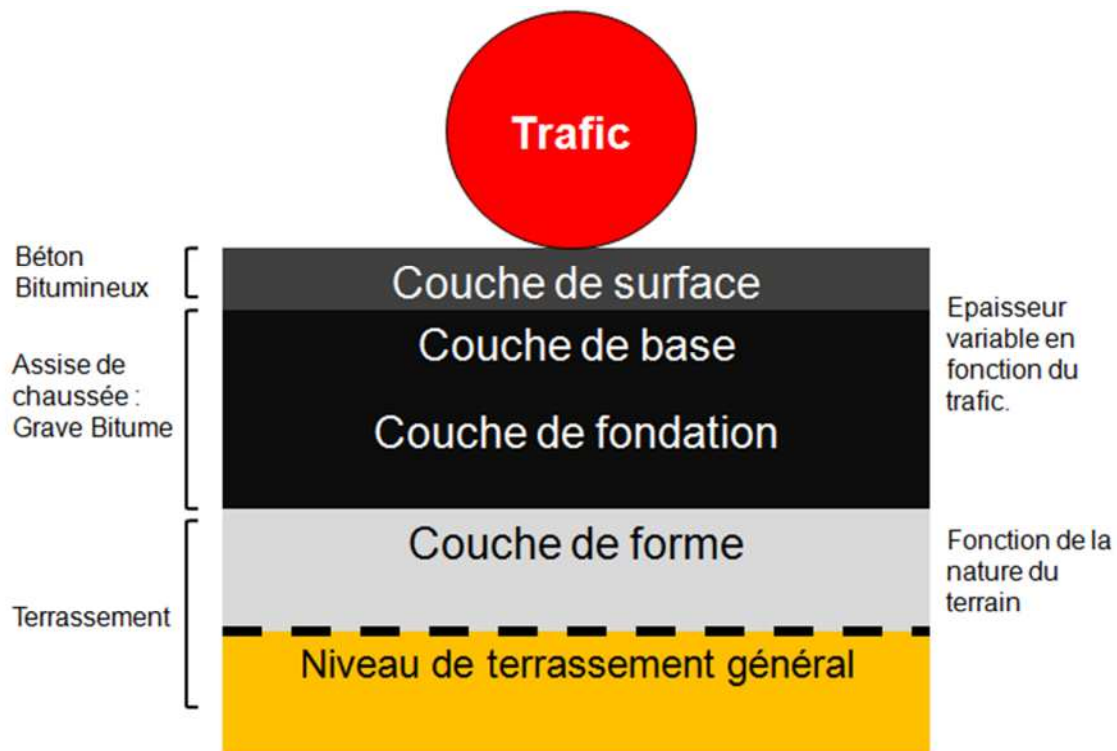 Trafic
Béton
Bitumineux
Couche de surface
Assise de
chaussée :
Grave Bitume
Couche de base
Couche de fondation
Epaisseur
variable en
fonction du
trafic.
Terrassement
Couche de forme
Niveau de terrassement général
Fonction de la
nature du
terrain